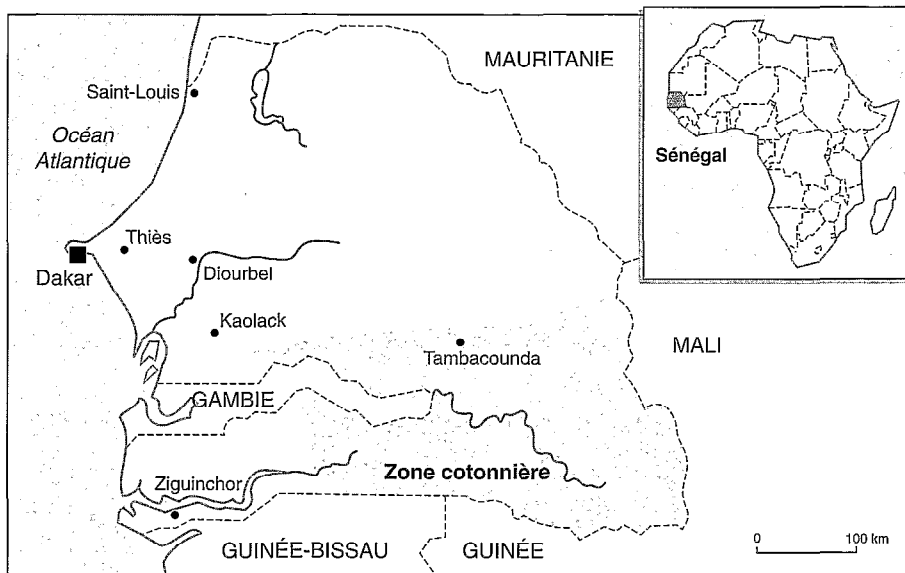 MAURITANIE
Saint-Louis
Océan
Atlantique
Sénégal
Thiès
Dakar
Diourbel
Kaolack
Tambacounda
MALI
GAMBIE
Zone cotonnière
Ziguinchor
GUINÉE-BISSAU
GUINÉE
0
100 km